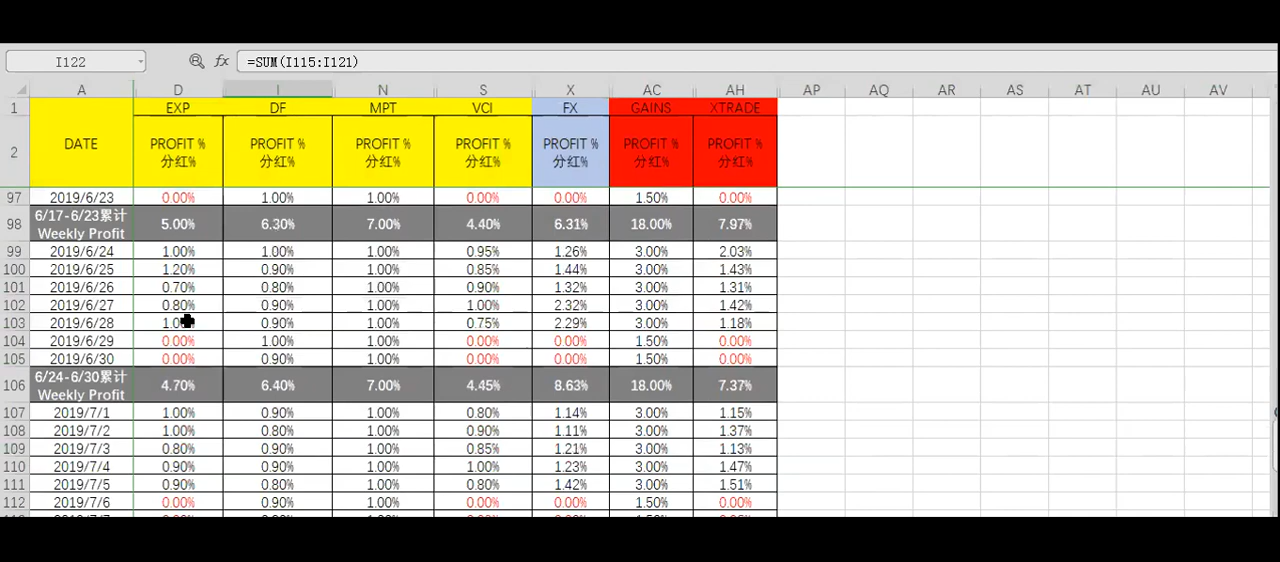 I122 fx =SUM(I115:I121)
A D I N S X AC AH AP AQ AR AS AT AU AV
1 EXP DF MPT VCI FX GAINS XTRADE
2 DATE PROFIT % PROFIT % PROFIT % PROFIT % PROFIT % PROFIT % PROFIT %
分红% 分红% 分红% 分红% 分红% 分红% 分红%
97 2019/6/23 0.00% 1.00% 1.00% 0.00% 0.00% 1.50% 0.00%
98 6/17-6/23累计 5.00% 6.30% 7.00% 4.40% 6.31% 18.00% 7.97%
Weekly Profit
99 2019/6/24 1.00% 1.00% 1.00% 0.95% 1.26% 3.00% 2.03%
100 2019/6/25 1.20% 0.90% 1.00% 0.85% 1.44% 3.00% 1.43%
101 2019/6/26 0.70% 0.80% 1.00% 0.90% 1.32% 3.00% 1.31%
102 2019/6/27 0.80% 0.90% 1.00% 1.00% 2.32% 3.00% 1.42%
103 2019/6/28 1.00% 0.90% 1.00% 0.75% 2.29% 3.00% 1.18%
104 2019/6/29 0.00% 1.00% 1.00% 0.00% 0.00% 1.50% 0.00%
105 2019/6/30 0.00% 0.90% 1.00% 0.00% 0.00% 1.50% 0.00%
106 6/24-6/30累计 4.70% 6.40% 7.00% 4.45% 8.63% 18.00% 7.37%
Weekly Profit
107 2019/7/1 1.00% 0.90% 1.00% 0.80% 1.14% 3.00% 1.15%
108 2019/7/2 1.00% 0.80% 1.00% 0.90% 1.11% 3.00% 1.37%
109 2019/7/3 0.80% 0.90% 1.00% 0.85% 1.21% 3.00% 1.13%
110 2019/7/4 0.90% 0.90% 1.00% 1.00% 1.23% 3.00% 1.47%
111 2019/7/5 0.90% 0.80% 1.00% 0.80% 1.42% 3.00% 1.51%
112 2019/7/6 0.00% 0.90% 1.00% 0.00% 0.00% 1.50% 0.00%